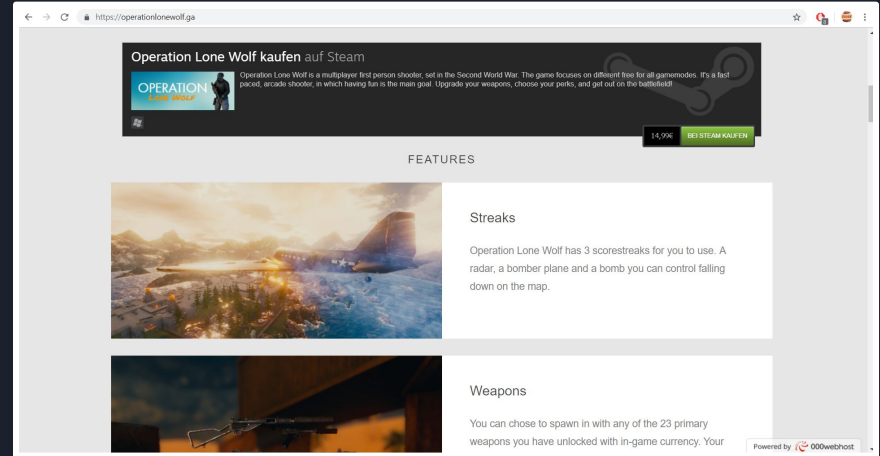 https://operationlonewolf.ga
Operation Lone Wolf kaufen auf Steam
OPERATION
LONE WOLF
Operation Lone Wolf is a multiplayer first person shooter, set in the Second World War. The game focuses on different free for all gamemodes. It's a fast
paced, arcade shooter, in which having fun is the main goal. Upgrade your weapons, choose your perks, and get out on the battlefield!
14,99€ BEI STEAM KAUFEN
FEATURES
Streaks
Operation Lone Wolf has 3 scorestreaks for you to use. A
radar, a bomber plane and a bomb you can control falling
down on the map.
Weapons
You can chose to spawn in with any of the 23 primary
weapons you have unlocked with in-game currency. Your
Powered by 000webhost